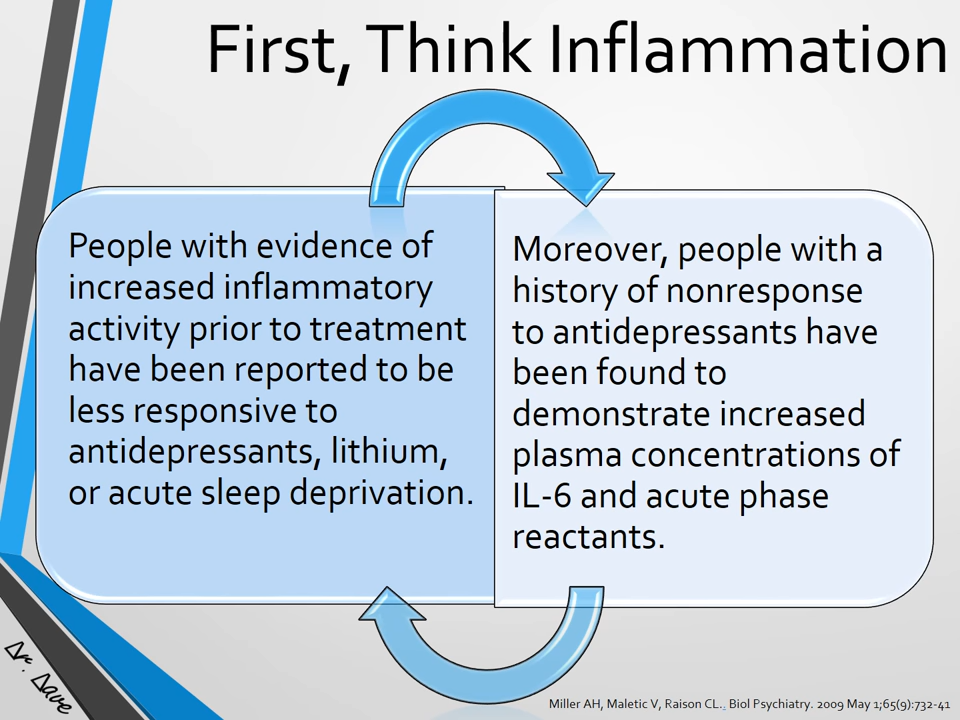 First, Think Inflammation
People with evidence of
increased inflammatory
activity prior to treatment
have been reported to be
less responsive to
antidepressants, lithium,
or acute sleep deprivation.
Moreover, people with a
history of nonresponse
to antidepressants have
been found to
demonstrate increased
plasma concentrations of
IL-6 and acute phase
reactants.
Dr. Dave
Miller AH, Maletic V, Raison CL.. Biol Psychiatry. 2009 May 1;65(9):732-41